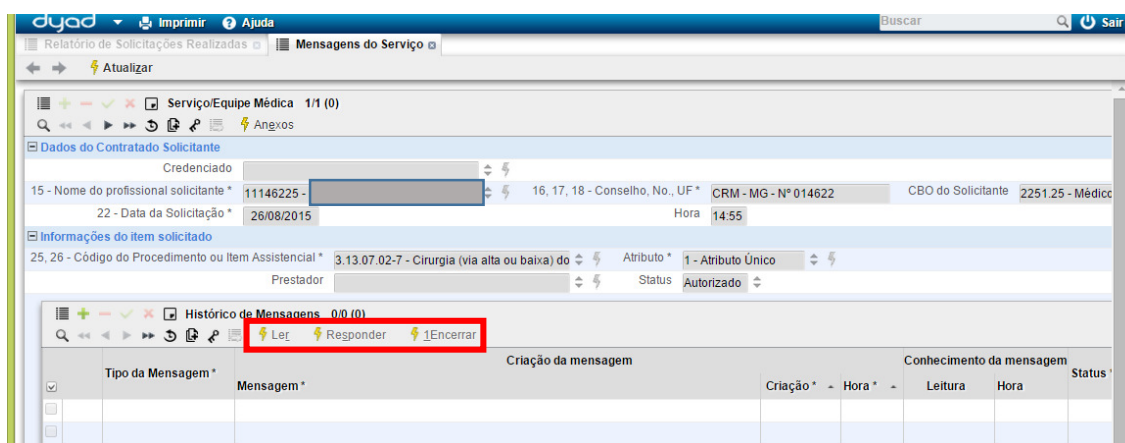 dyad Imprimir Ajuda Buscar Sair
Relatório de Solicitações Realizadas Mensagens do Serviço
Atualizar
Serviço/Equipe Médica 1/1 (0)
Anexos
Dados do Contratado Solicitante
Credenciado
15 - Nome do profissional solicitante * 11146225 - 16, 17, 18 - Conselho, No., UF * CRM - MG - Nº 014622 CBO do Solicitante 2251.25 - Médico
22 - Data da Solicitação * 26/08/2015 Hora 14:55
Informações do item solicitado
25, 26 - Código do Procedimento ou Item Assistencial * 3.13.07.02-7 - Cirurgia (via alta ou baixa) do Atributo * 1 - Atributo Único
Prestador Status Autorizado
Histórico de Mensagens 0/0 (0)
Ler Responder 1Encerrar
Criação da mensagem Conhecimento da mensagem
Tipo da Mensagem * Status *
Mensagem * Criação * Hora * Leitura Hora